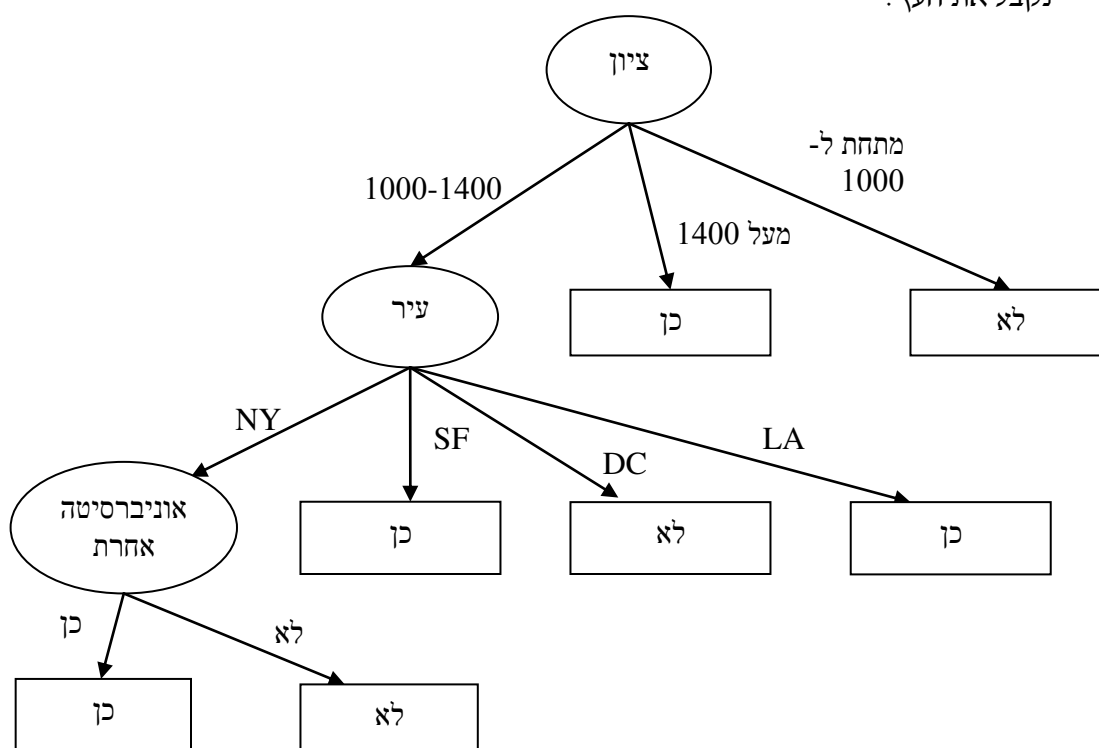 נקבל את העץ :
ציון
מתחת ל-
1000
1000-1400
מעל 1400
עיר
כן
לא
NY
SF
DC
LA
אוניברסיטה
אחרת
כן
לא
כן
כן
לא
כן
לא